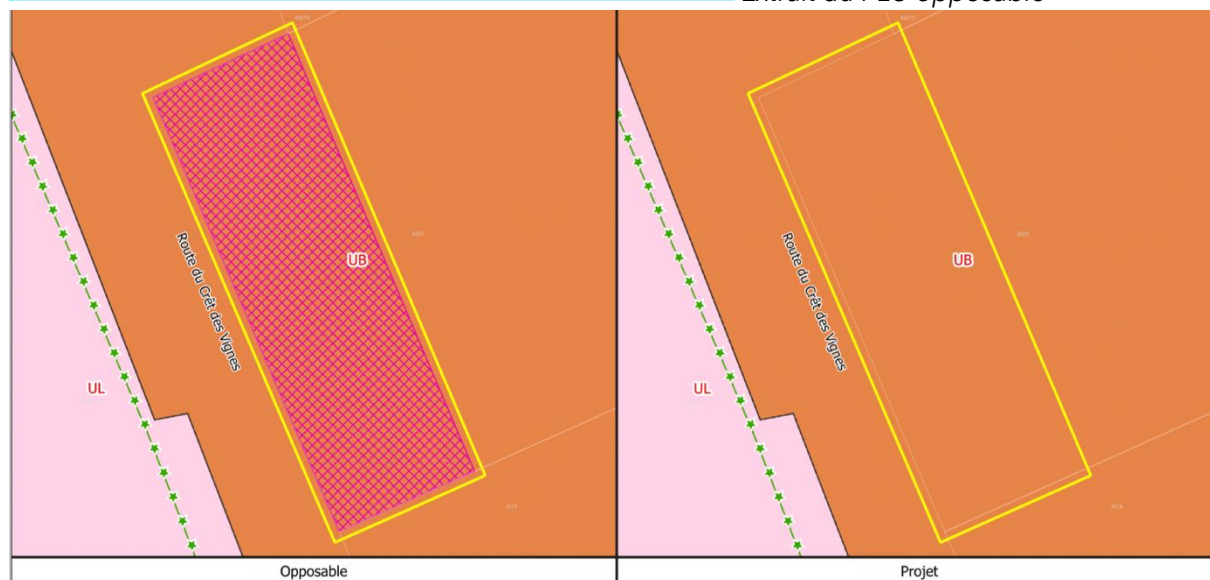 Extrait du PLU opposable
Route du Crêt des Vignes
UB
UL
Route du Crêt des Vignes
UB
UL
Opposable
Projet